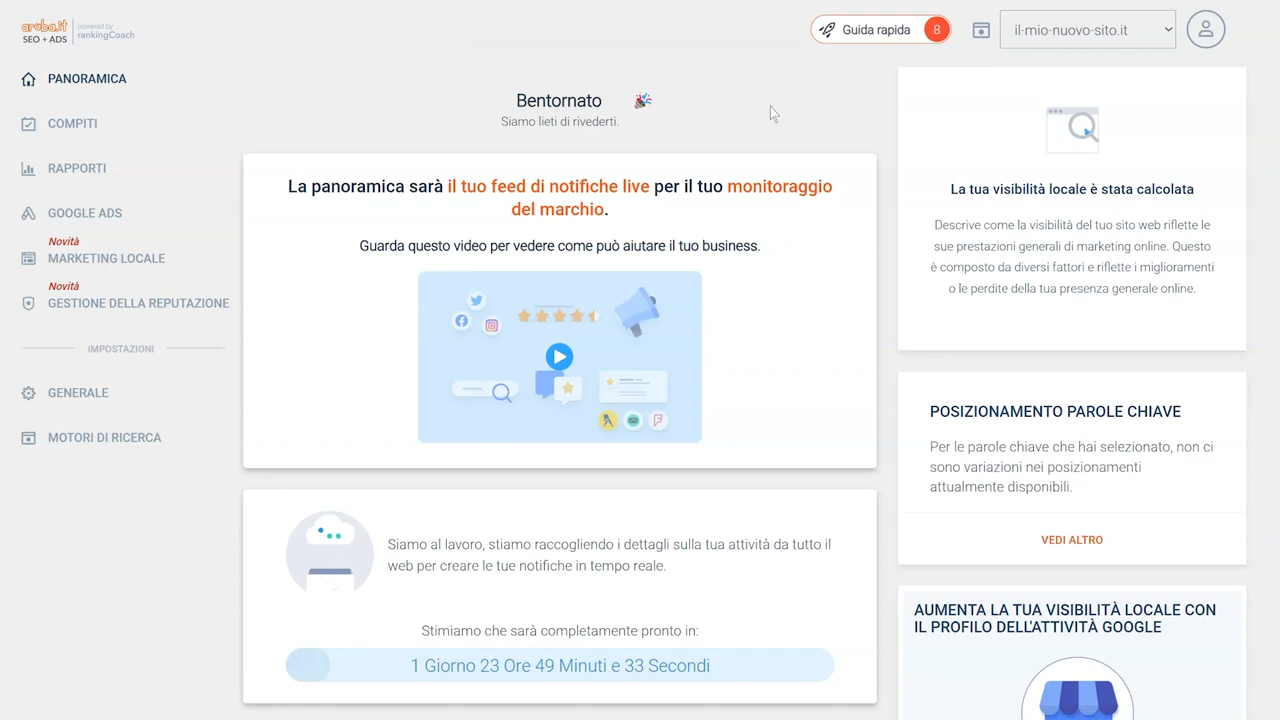 aruba.it
SEO + ADS
powered by
rankingCoach
Guida rapida
8
il-mio-nuovo-sito.it
PANORAMICA
COMPITI
RAPPORTI
GOOGLE ADS
Novità
MARKETING LOCALE
Novità
GESTIONE DELLA REPUTAZIONE
IMPOSTAZIONI
GENERALE
MOTORI DI RICERCA
Bentornato
Siamo lieti di rivederti.
La panoramica sarà il tuo feed di notifiche live per il tuo monitoraggio
del marchio.
Guarda questo video per vedere come può aiutare il tuo business.
Siamo al lavoro, stiamo raccogliendo i dettagli sulla tua attività da tutto il
web per creare le tue notifiche in tempo reale.
Stimiamo che sarà completamente pronto in:
1 Giorno 23 Ore 49 Minuti e 33 Secondi
La tua visibilità locale è stata calcolata
Descrive come la visibilità del tuo sito web riflette le
sue prestazioni generali di marketing online. Questo
è composto da diversi fattori e riflette i miglioramenti
o le perdite della tua presenza generale online.
POSIZIONAMENTO PAROLE CHIAVE
Per le parole chiave che hai selezionato, non ci
sono variazioni nei posizionamenti
attualmente disponibili.
VEDI ALTRO
AUMENTA LA TUA VISIBILITÀ LOCALE CON
IL PROFILO DELL'ATTIVITÀ GOOGLE